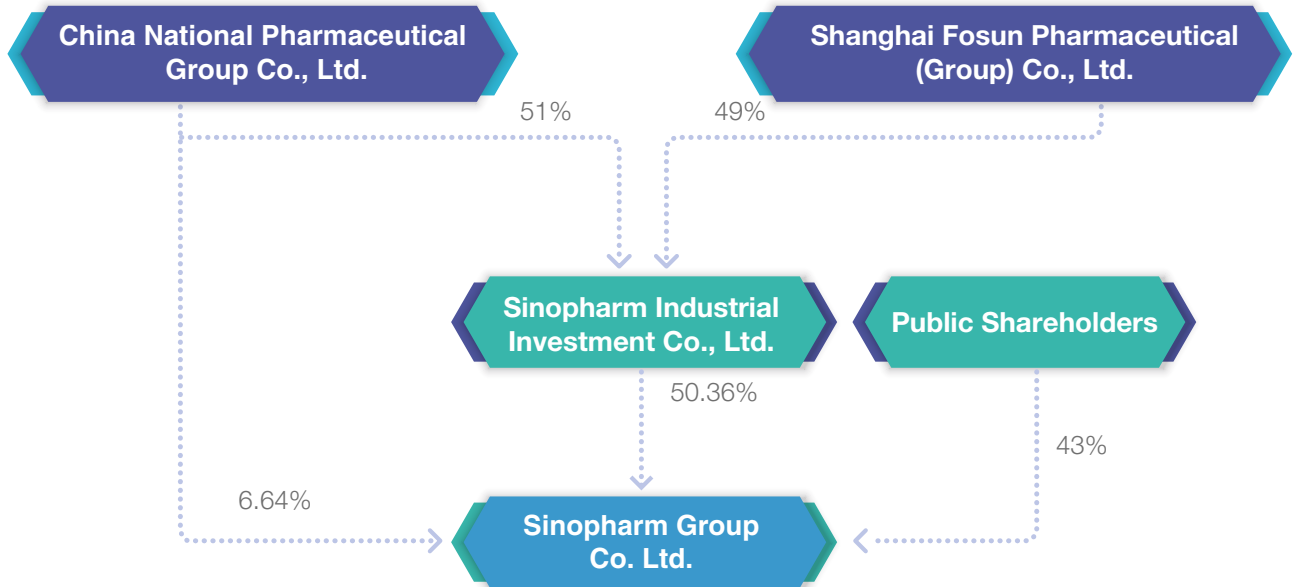 China National Pharmaceutical
Group Co., Ltd.
Shanghai Fosun Pharmaceutical
(Group) Co., Ltd.
51%
49%
Sinopharm Industrial
Investment Co., Ltd.
Public Shareholders
50.36%
43%
6.64%
Sinopharm Group
Co. Ltd.